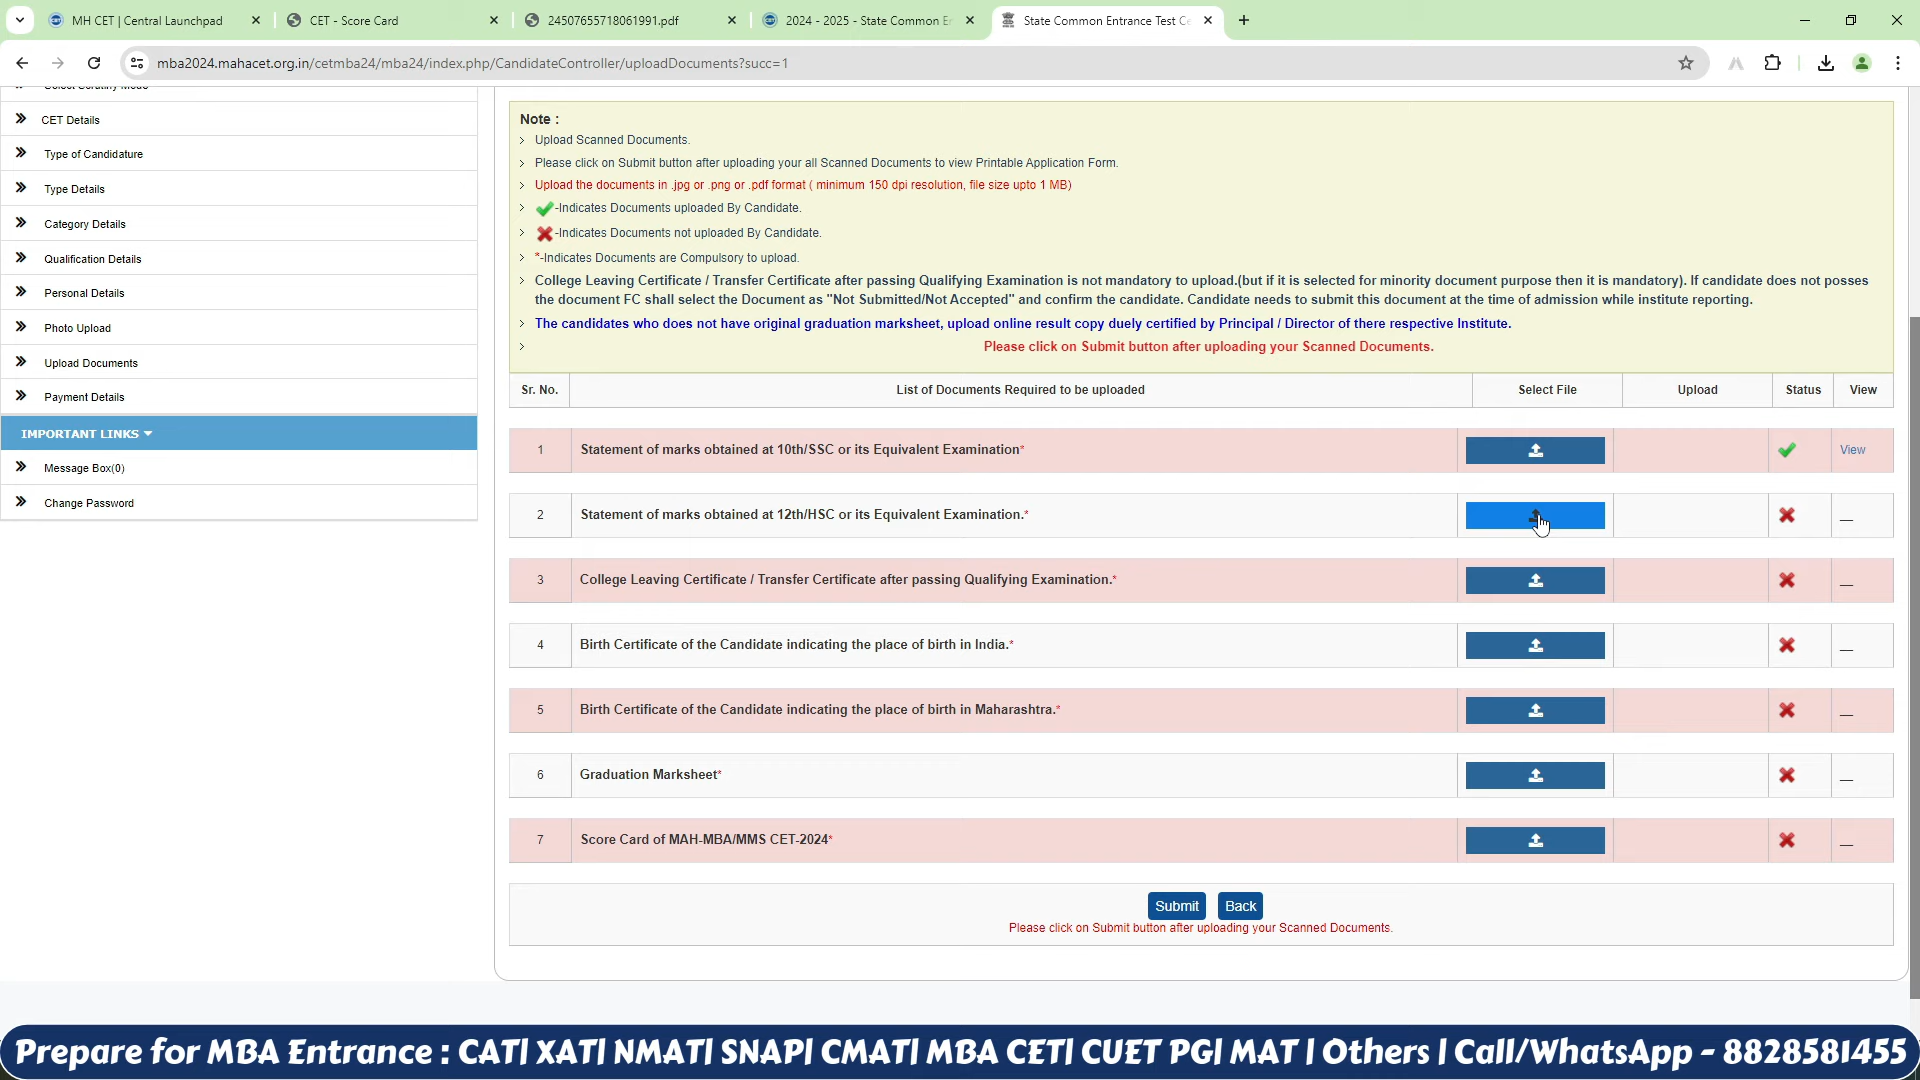 MH CET | Central Launchpad
CET - Score Card
24507655718061991.pdf
2024 - 2025 - State Common E
State Common Entrance Test Ce
mba2024.mahacet.org.in/cetmba24/mba24/index.php/CandidateController/uploadDocuments?succ=1
CET Details
Type of Candidature
Type Details
Category Details
Qualification Details
Personal Details
Photo Upload
Upload Documents
Payment Details
IMPORTANT LINKS
Message Box(0)
Change Password
Note :
Upload Scanned Documents.
Please click on Submit button after uploading your all Scanned Documents to view Printable Application Form.
Upload the documents in .jpg or .png or .pdf format ( minimum 150 dpi resolution, file size upto 1 MB)
-Indicates Documents uploaded By Candidate.
-Indicates Documents not uploaded By Candidate.
*-Indicates Documents are Compulsory to upload.
College Leaving Certificate / Transfer Certificate after passing Qualifying Examination is not mandatory to upload.(but if it is selected for minority document purpose then it is mandatory). If candidate does not posses
the document FC shall select the Document as "Not Submitted/Not Accepted" and confirm the candidate. Candidate needs to submit this document at the time of admission while institute reporting.
The candidates who does not have original graduation marksheet, upload online result copy duely certified by Principal / Director of there respective Institute.
Please click on Submit button after uploading your Scanned Documents.
Sr. No. List of Documents Required to be uploaded Select File Upload Status View
1 Statement of marks obtained at 10th/SSC or its Equivalent Examination* View
2 Statement of marks obtained at 12th/HSC or its Equivalent Examination.* __
3 College Leaving Certificate / Transfer Certificate after passing Qualifying Examination.* __
4 Birth Certificate of the Candidate indicating the place of birth in India.* __
5 Birth Certificate of the Candidate indicating the place of birth in Maharashtra.* __
6 Graduation Marksheet* __
7 Score Card of MAH-MBA/MMS CET-2024* __
Submit Back
Please click on Submit button after uploading your Scanned Documents.
Prepare for MBA Entrance : CAT| XAT| NMAT| SNAP| CMAT| MBA CET| CUET PG| MAT | Others | Call/WhatsApp - 8828581455